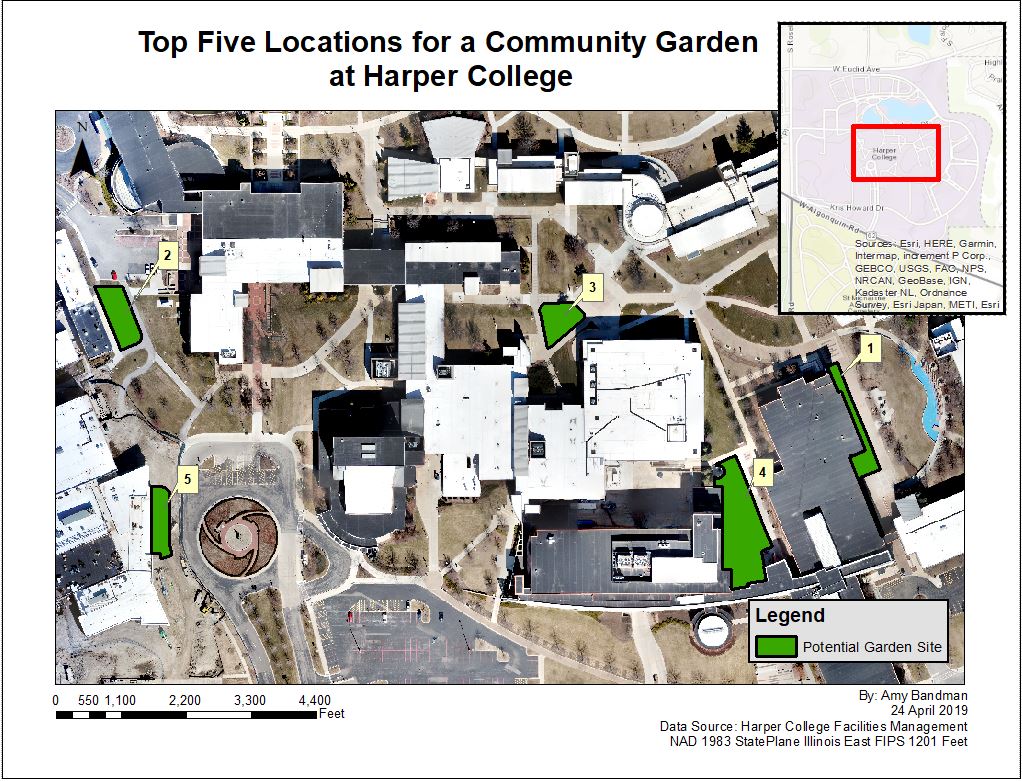 Top Five Locations for a Community Garden
at Harper College
W Euclid Ave
Harper
College
Kris Howard Dr
W Algonquin Rd
62
Sources: Esri, HERE, Garmin,
Intermap, increment P Corp.,
GEBCO, USGS, FAO, NPS,
NRCAN, GeoBase, IGN,
Kadaster NL, Ordnance
Survey, Esri Japan, METI, Esri
N
2
3
1
4
5
Legend
Potential Garden Site
0 550 1,100 2,200 3,300 4,400
Feet
By: Amy Bandman
24 April 2019
Data Source: Harper College Facilities Management
NAD 1983 StatePlane Illinois East FIPS 1201 Feet